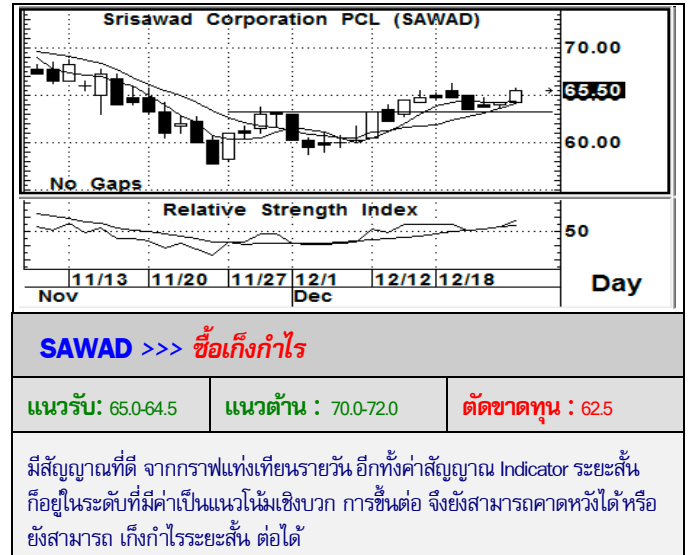 Srisawad Corporation PCL (SAWAD)
70.00
65.50
60.00
No Gaps
Relative Strength Index
50
11/13 11/20 11/27 12/1 12/12 12/18
Nov Dec
Day
SAWAD >>> ซื้อเก็งกำไร
แนวรับ: 65.0-64.5 แนวต้าน : 70.0-72.0 ตัดขาดทุน : 62.5
มีสัญญาณที่ดี จากกราฟแท่งเทียนรายวัน อีกทั้งค่าสัญญาณ Indicator ระยะสั้น
ก็อยู่ในระดับที่มีค่าเป็นแนวโน้มเชิงบวก การขึ้นต่อ จึงยังสามารถคาดหวังได้ หรือ
ยังสามารถ เก็งกำไรระยะสั้น ต่อได้